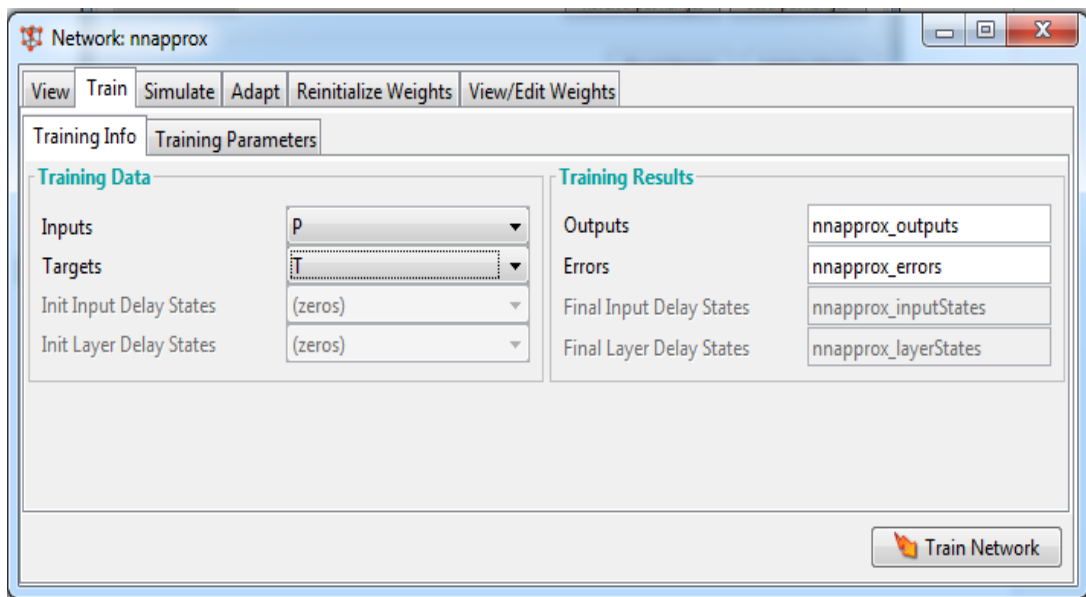 Network: nnapprox
View Train Simulate Adapt Reinitialize Weights View/Edit Weights
Training Info Training Parameters
Training Data
Inputs P
Targets T
Init Input Delay States (zeros)
Init Layer Delay States (zeros)
Training Results
Outputs nnapprox_outputs
Errors nnapprox_errors
Final Input Delay States nnapprox_inputStates
Final Layer Delay States nnapprox_layerStates
Train Network